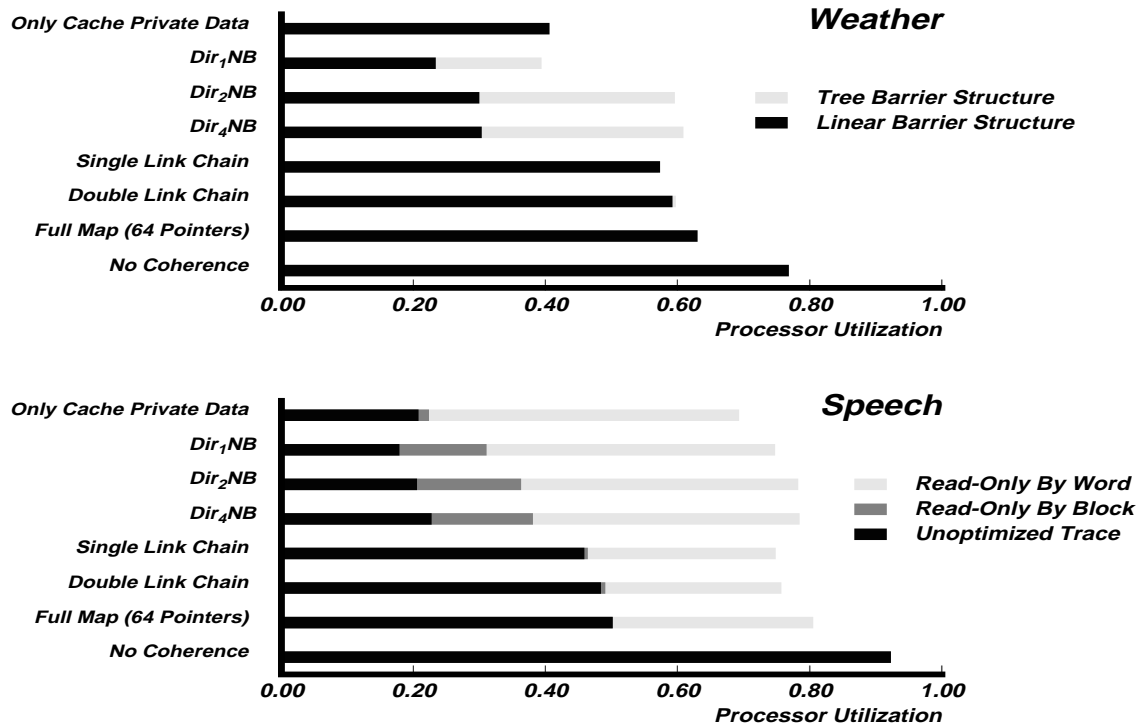 Weather
Only Cache Private Data
Dir₁NB
Dir₂NB
Dir₄NB
Single Link Chain
Double Link Chain
Full Map (64 Pointers)
No Coherence
Tree Barrier Structure
Linear Barrier Structure
0.00 0.20 0.40 0.60 0.80 1.00
Processor Utilization
Speech
Only Cache Private Data
Dir₁NB
Dir₂NB
Dir₄NB
Single Link Chain
Double Link Chain
Full Map (64 Pointers)
No Coherence
Read-Only By Word
Read-Only By Block
Unoptimized Trace
0.00 0.20 0.40 0.60 0.80 1.00
Processor Utilization